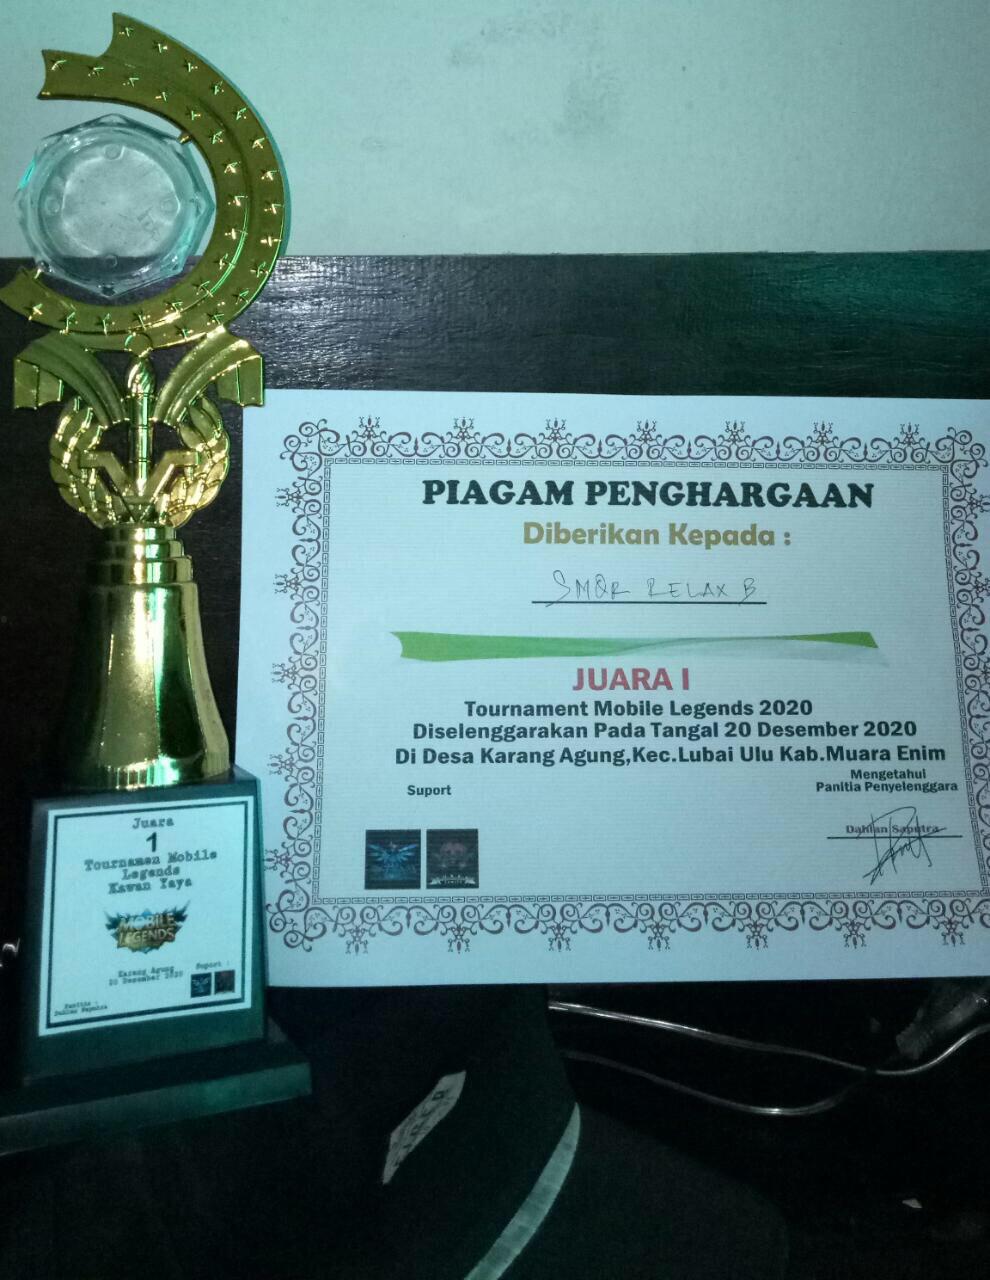 PIAGAM PENGHARGAAN
Diberikan Kepada :
SMQR RELAX B
JUARA I
Tournament Mobile Legends 2020
Diselenggarakan Pada Tangal 20 Desember 2020
Di Desa Karang Agung,Kec.Lubai Ulu Kab.Muara Enim
Suport
Mengetahui
Panitia Penyelenggara
Dahlan Saputra
Juara
1
Tournamen Mobile
Legends
Kawan Yaya
MOBILE
LEGENDS
Karang Agung
20 Desember 2020
Suport :
Panitia :
Dahlan Saputra